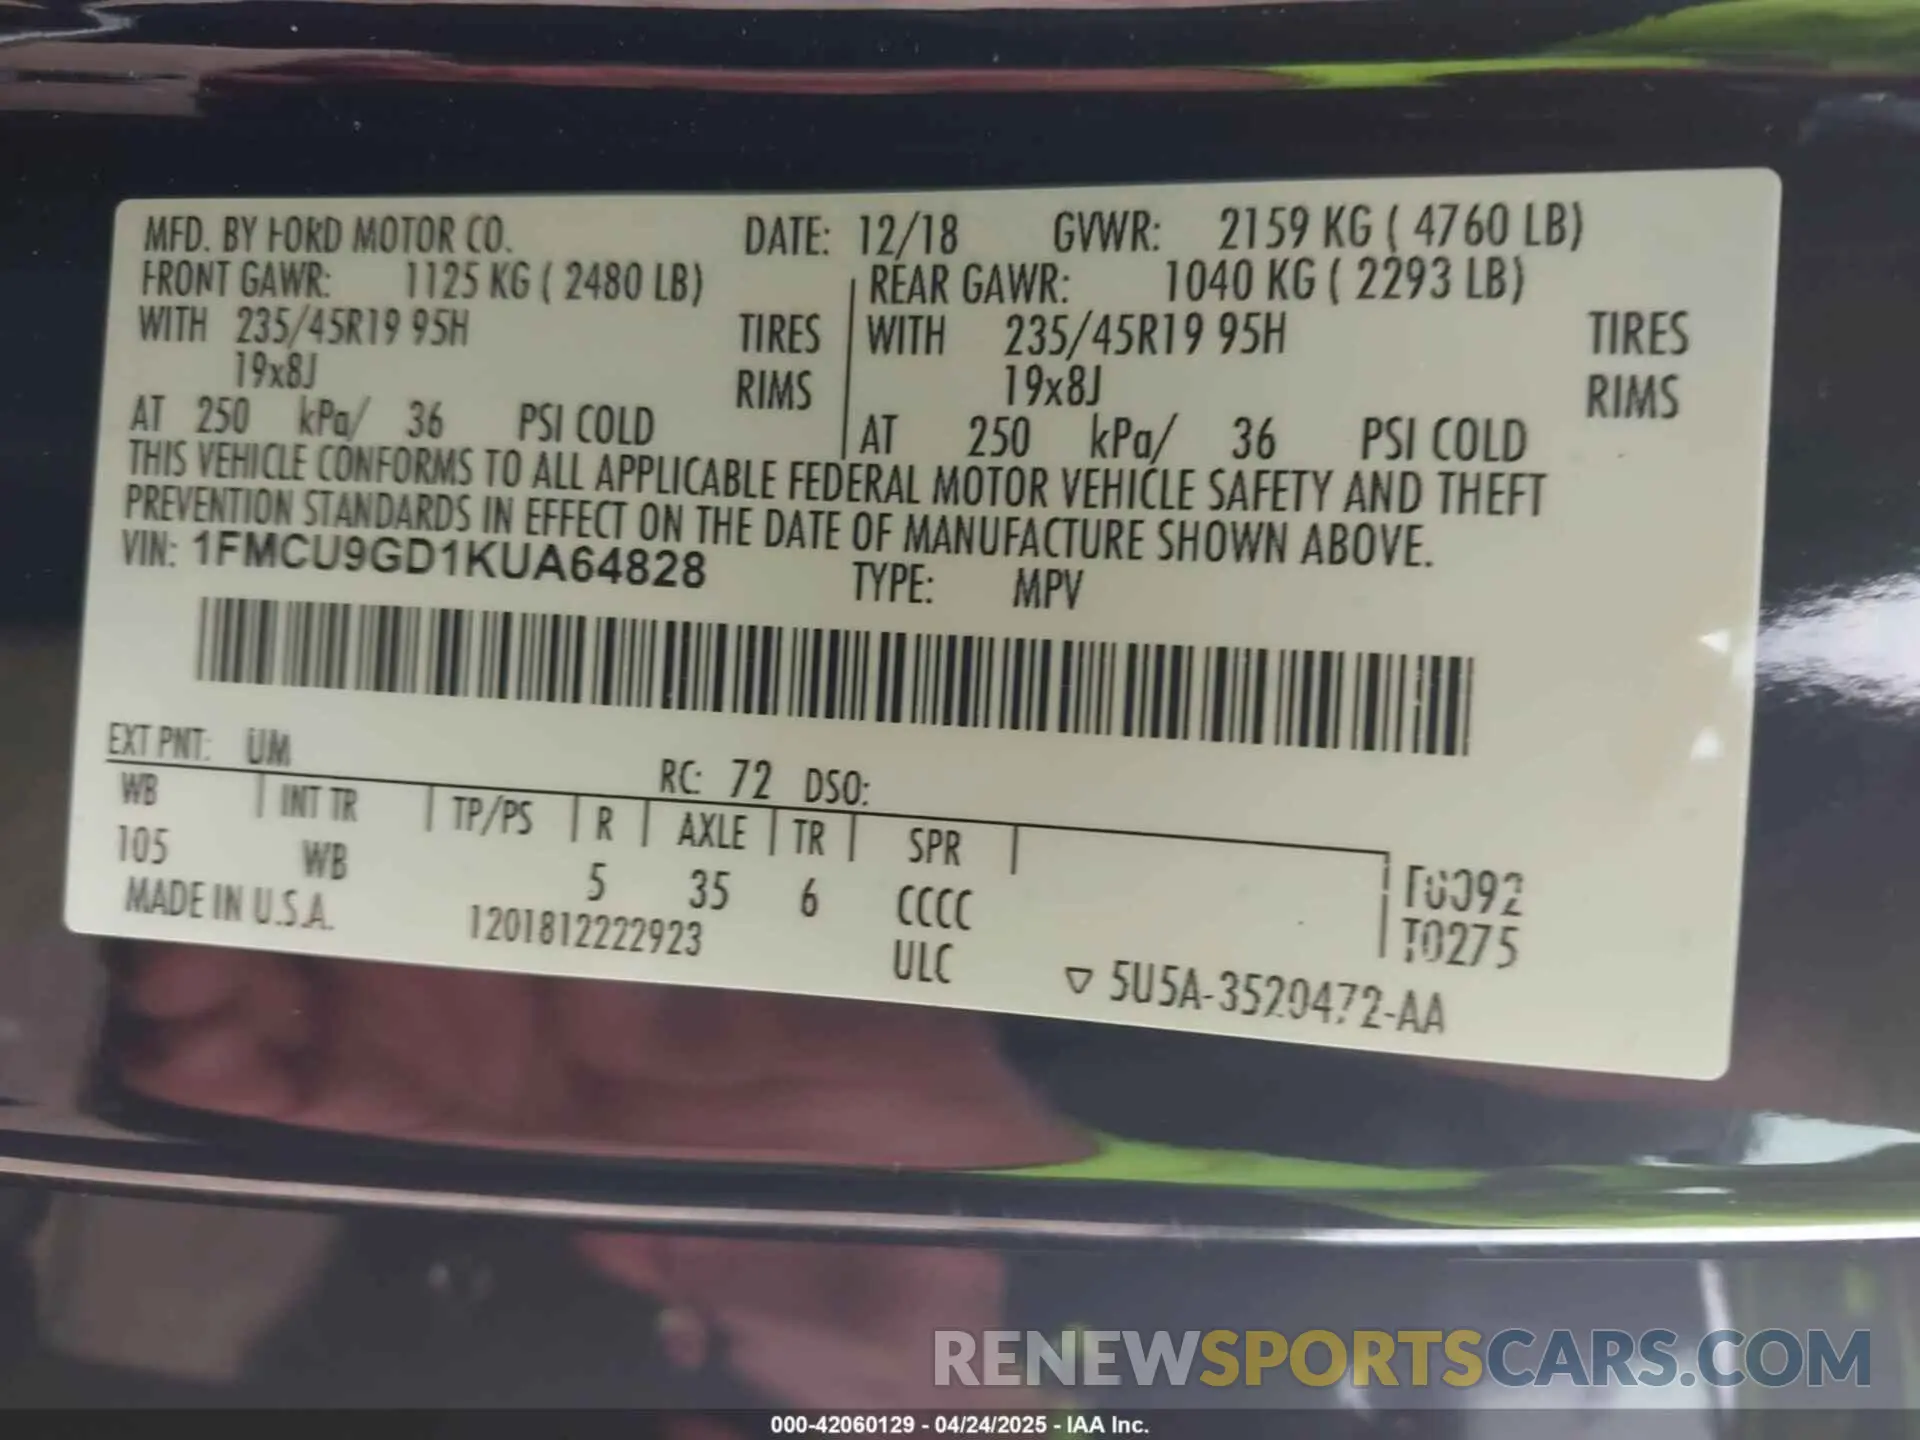 MFD. BY FORD MOTOR CO. DATE: 12/18 GVWR: 2159 KG ( 4760 LB)
FRONT GAWR: 1125 KG ( 2480 LB) REAR GAWR: 1040 KG ( 2293 LB)
WITH 235/45R19 95H TIRES WITH 235/45R19 95H TIRES
19x8J RIMS 19x8J RIMS
AT 250 kPa/ 36 PSI COLD AT 250 kPa/ 36 PSI COLD
THIS VEHICLE CONFORMS TO ALL APPLICABLE FEDERAL MOTOR VEHICLE SAFETY AND THEFT
PREVENTION STANDARDS IN EFFECT ON THE DATE OF MANUFACTURE SHOWN ABOVE.
VIN: 1FMCU9GD1KUA64828 TYPE: MPV
EXT PNT: UM RC: 72 DSO:
WB INT TR TP/PS R AXLE TR SPR
105 WB 5 35 6 CCCC
MADE IN U.S.A. 1201812222923 ULC T0275
▽ 5U5A-3520472-AA
RENEWSPORTSCARS.COM
000-42060129 - 04/24/2025 - IAA Inc.